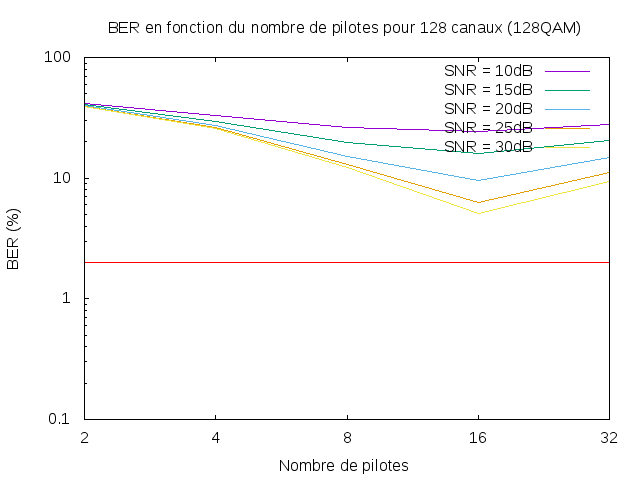 BER en fonction du nombre de pilotes pour 128 canaux (128QAM)
100
10
1
0.1
BER (%)
SNR = 10dB
SNR = 15dB
SNR = 20dB
SNR = 25dB
SNR = 30dB
2 4 8 16 32
Nombre de pilotes